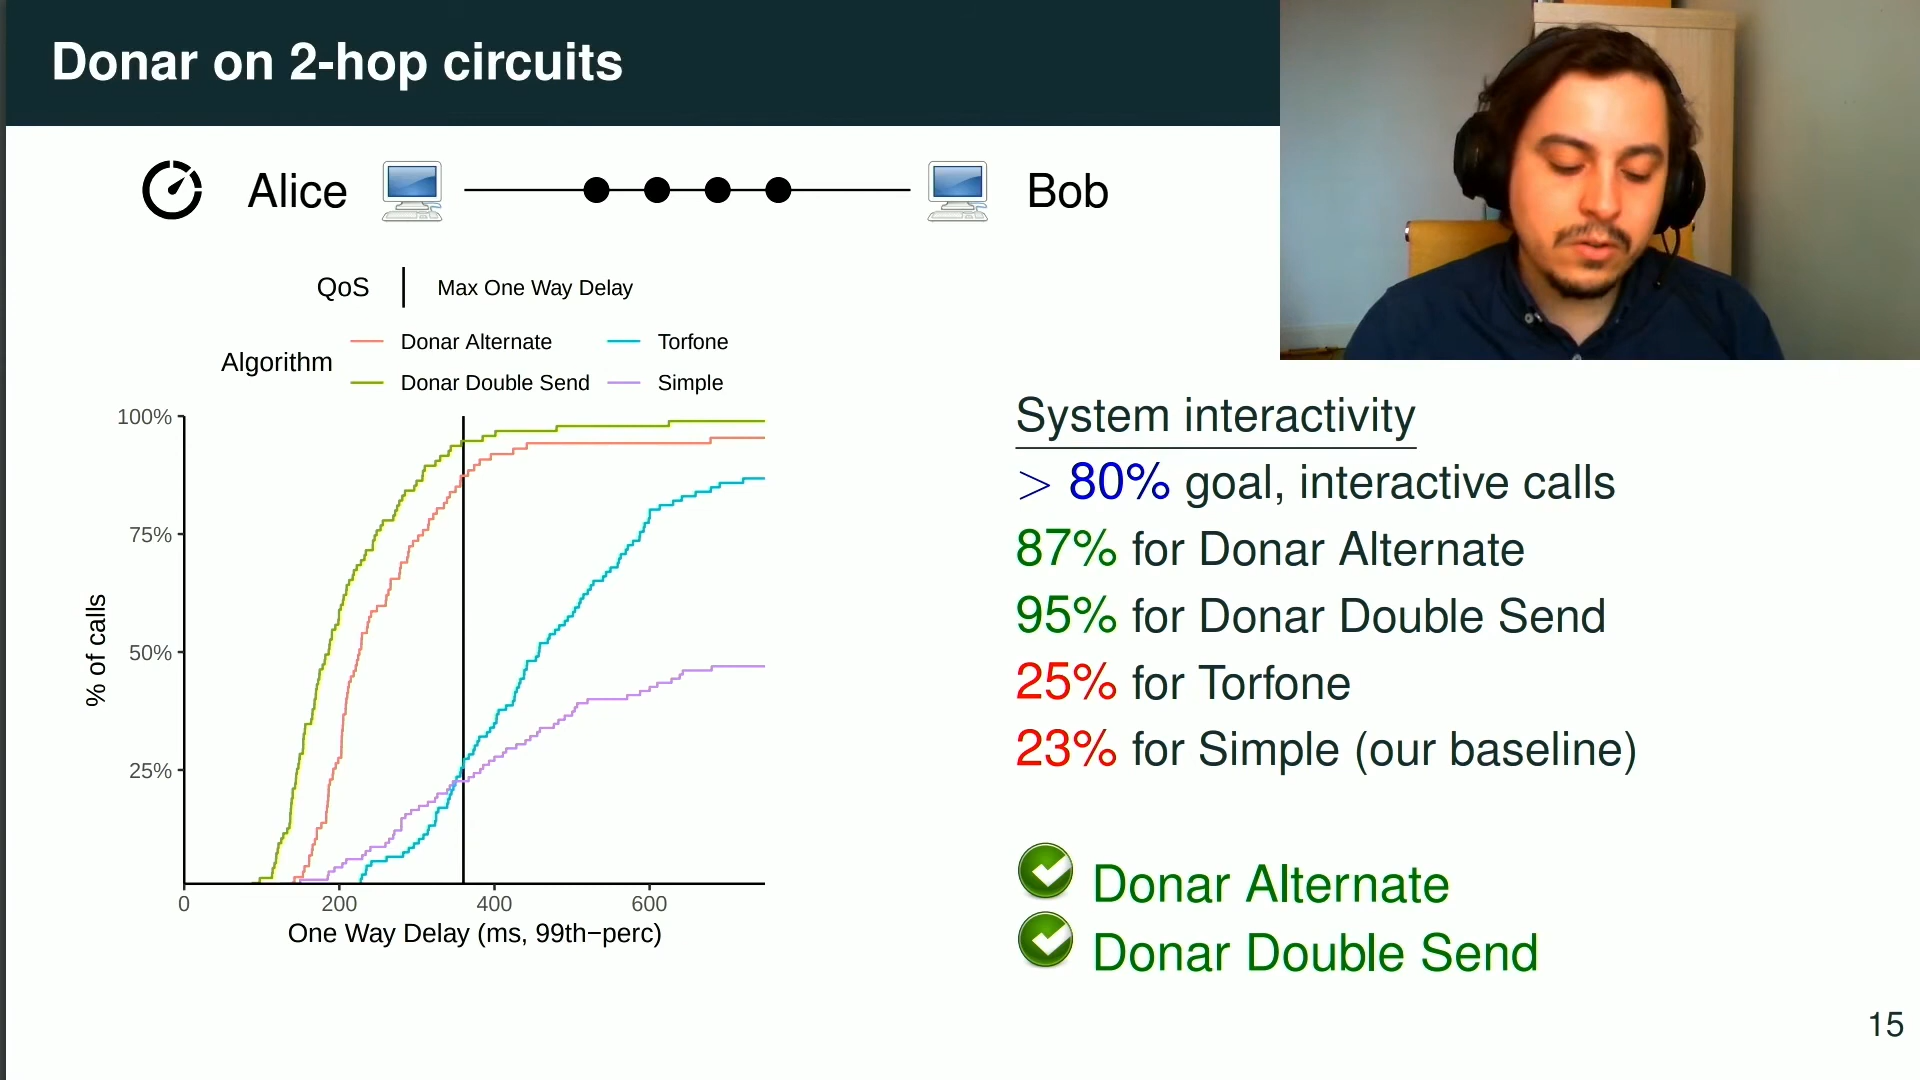 Donar on 2-hop circuits
Alice
Bob
QoS
Max One Way Delay
Algorithm
Donar Alternate
Torfone
Donar Double Send
Simple
100%
75%
50%
25%
% of calls
0
200
400
600
One Way Delay (ms, 99th−perc)
System interactivity
> 80% goal, interactive calls
87% for Donar Alternate
95% for Donar Double Send
25% for Torfone
23% for Simple (our baseline)
Donar Alternate
Donar Double Send
15